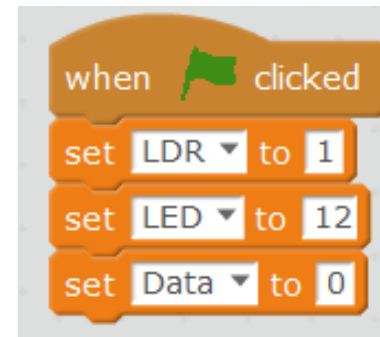 when clicked
set LDR to 1
set LED to 12
set Data to 0